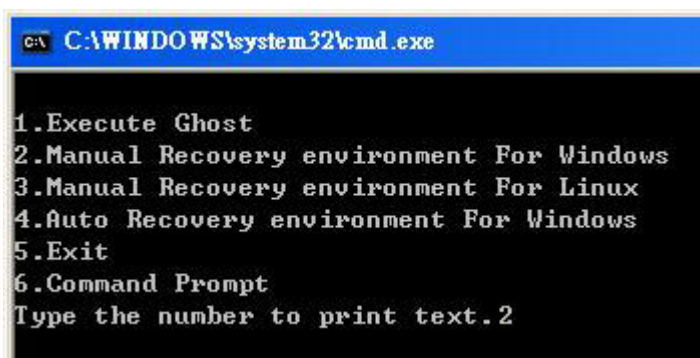 C:\WINDOWS\system32\cmd.exe
1.Execute Ghost
2.Manual Recovery environment For Windows
3.Manual Recovery environment For Linux
4.Auto Recovery environment For Windows
5.Exit
6.Command Prompt
Type the number to print text.2